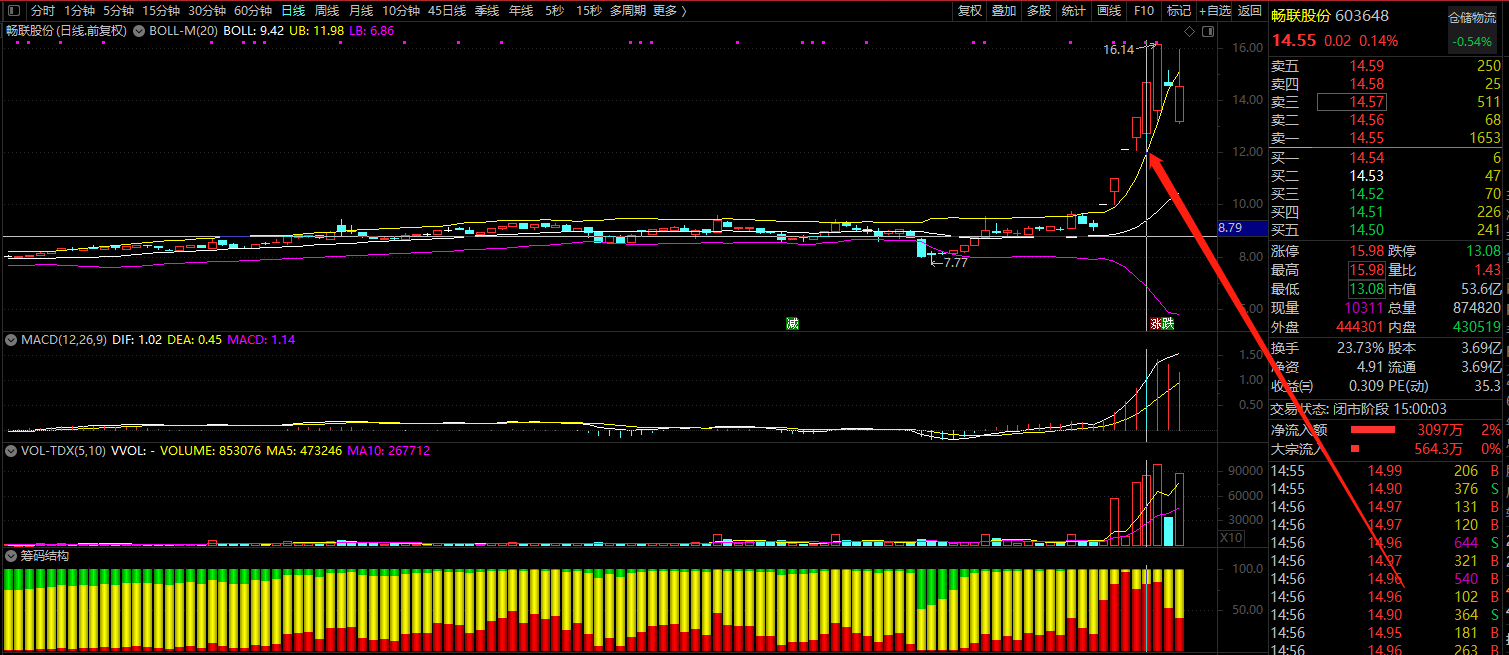 分时 1分钟 5分钟 15分钟 30分钟 60分钟 日线 周线 月线 10分钟 45日线 季线 年线 5秒 15秒 多周期 更多 〉 复权 叠加 多股 统计 画线 F10 标记 +自选 返回
畅联股份 (日线.前复权) BOLL-M(20) BOLL: 9.42 UB: 11.98 LB: 6.86
16.14
16.00
14.00
12.00
10.00
8.79
8.00
7.77
减
涨跌
MACD(12,26,9) DIF: 1.02 DEA: 0.45 MACD: 1.14
1.50
1.00
0.50
VOL-TDX(5,10) VVOL: - VOLUME: 853076 MA5: 473246 MA10: 267712
90000
60000
30000
X10
筹码结构
100.0
50.00
畅联股份 603648
仓储物流
14.55 0.02 0.14%
-0.54%
卖五 14.59 250
卖四 14.58 25
卖三 14.57 511
卖二 14.56 68
卖一 14.55 1653
买一 14.54 6
买二 14.53 47
买三 14.52 70
买四 14.51 226
买五 14.50 241
涨停 15.98 跌停 13.08
最高 15.98 量比 1.43
最低 13.08 市值 53.6亿
现量 10311 总量 874820
外盘 444301 内盘 430519
换手 23.73% 股本 3.69亿
净资 4.91 流通 3.69亿
收益㈢ 0.309 PE(动) 35.3
交易状态: 闭市阶段 15:00:03
净流入额 3097万 2%
大宗流入 564.3万 0%
14:55 14.99 206 B
14:55 14.90 376 S
14:56 14.97 131 B
14:56 14.97 120 B
14:56 14.96 644 S
14:56 14.97 321 B
14:56 14.96 540 B
14:56 14.96 102 B
14:56 14.90 364 S
14:56 14.95 181 B
14:56 14.96 263 B